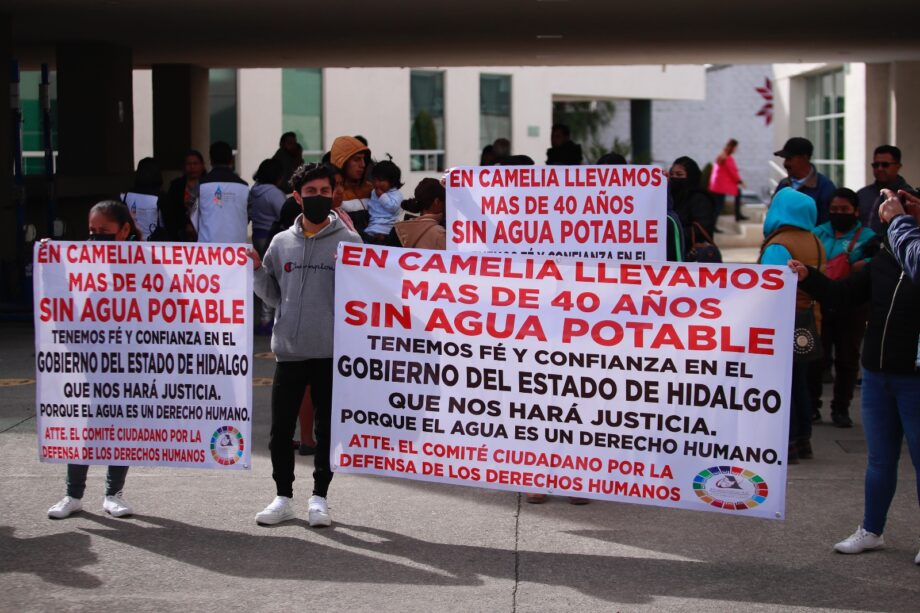 EN CAMELIA LLEVAMOS
MAS DE 40 AÑOS
SIN AGUA POTABLE
TENEMOS FÉ Y CONFIANZA EN EL
GOBIERNO DEL ESTADO DE HIDALGO
QUE NOS HARÁ JUSTICIA.
PORQUE EL AGUA ES UN DERECHO HUMANO.
ATTE. EL COMITÉ CIUDADANO POR LA
DEFENSA DE LOS DERECHOS HUMANOS
Champion
EN CAMELIA LLEVAMOS
MAS DE 40 AÑOS
SIN AGUA POTABLE
TENEMOS FÉ Y CONFIANZA EN EL
EN CAMELIA LLEVAMOS
MAS DE 40 AÑOS
SIN AGUA POTABLE
TENEMOS FÉ Y CONFIANZA EN EL
GOBIERNO DEL ESTADO DE HIDALGO
QUE NOS HARÁ JUSTICIA.
PORQUE EL AGUA ES UN DERECHO HUMANO.
ATTE. EL COMITÉ CIUDADANO POR LA
DEFENSA DE LOS DERECHOS HUMANOS